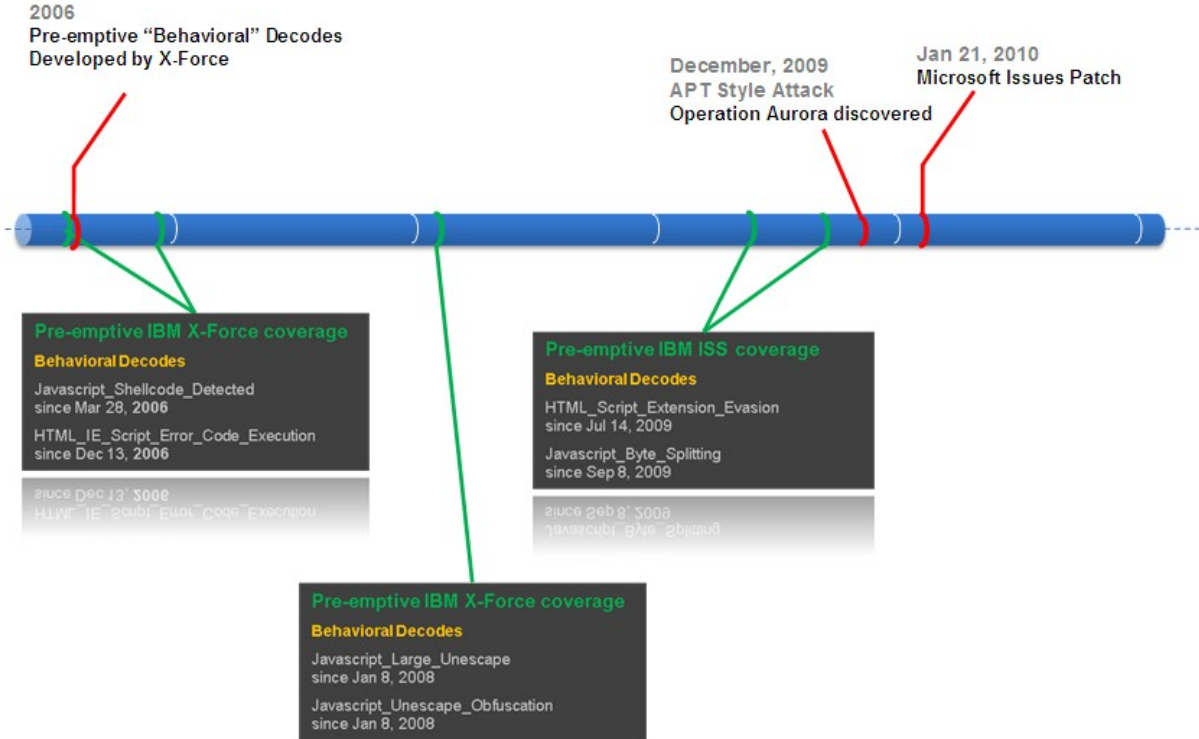 2006
Pre-emptive “Behavioral” Decodes
Developed by X-Force
December, 2009
APT Style Attack
Operation Aurora discovered
Jan 21, 2010
Microsoft Issues Patch
Pre-emptive IBM X-Force coverage
Behavioral Decodes
Javascript_Shellcode_Detected
since Mar 28, 2006
HTML_IE_Script_Error_Code_Execution
since Dec 13, 2006
Pre-emptive IBM ISS coverage
Behavioral Decodes
HTML_Script_Extension_Evasion
since Jul 14, 2009
Javascript_Byte_Splitting
since Sep 8, 2009
Pre-emptive IBM X-Force coverage
Behavioral Decodes
Javascript_Large_Unescape
since Jan 8, 2008
Javascript_Unescape_Obfuscation
since Jan 8, 2008